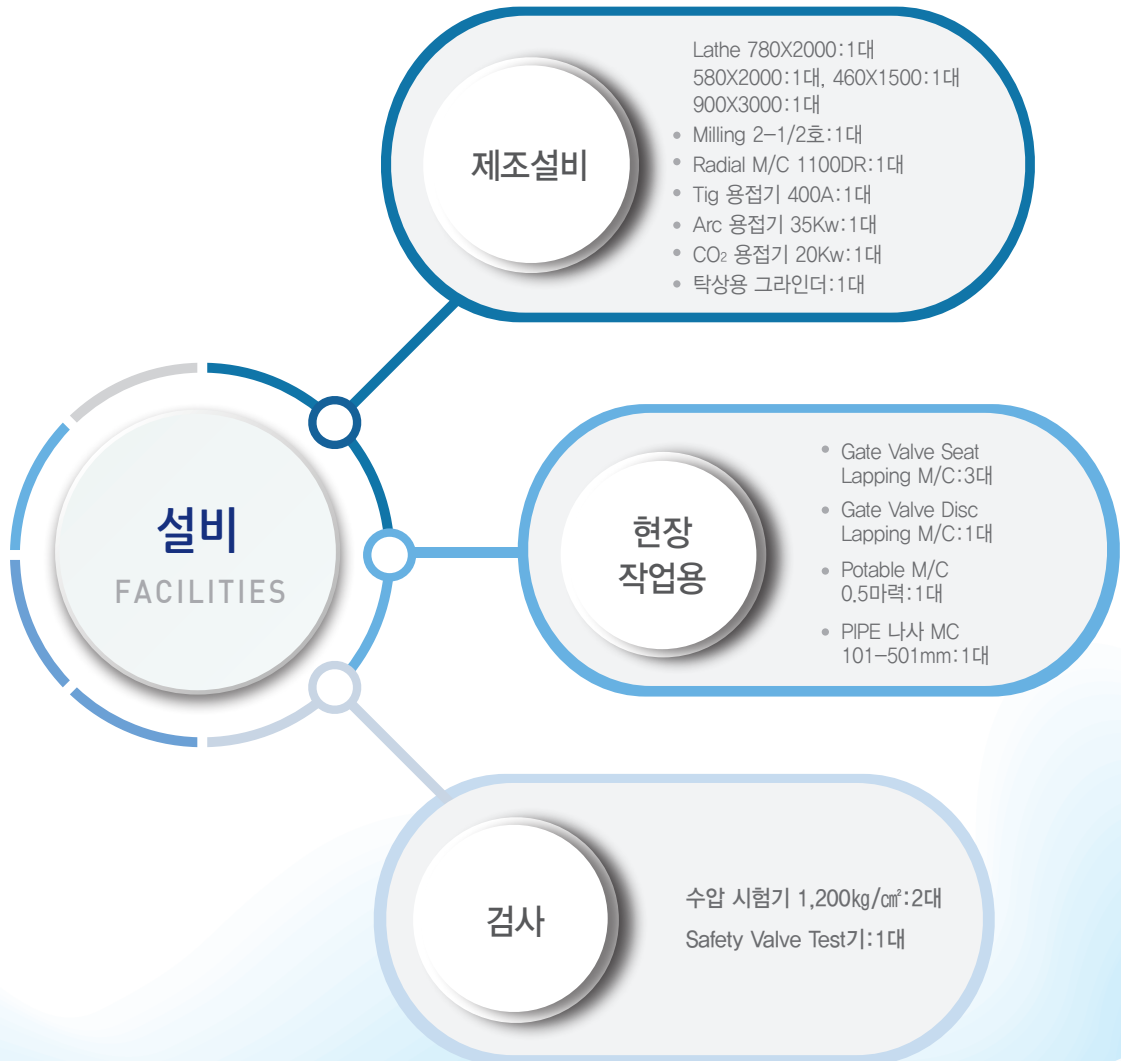 설비
FACILITIES
제조설비
Lathe 780X2000:1대
580X2000:1대, 460X1500:1대
900X3000:1대
• Milling 2-1/2호:1대
• Radial M/C 1100DR:1대
• Tig 용접기 400A:1대
• Arc 용접기 35Kw:1대
• CO₂ 용접기 20Kw:1대
• 탁상용 그라인더:1대
현장
작업용
• Gate Valve Seat
Lapping M/C:3대
• Gate Valve Disc
Lapping M/C:1대
• Potable M/C
0.5마력:1대
• PIPE 나사 MC
101-501mm:1대
검사
수압 시험기 1,200kg/㎠:2대
Safety Valve Test기:1대